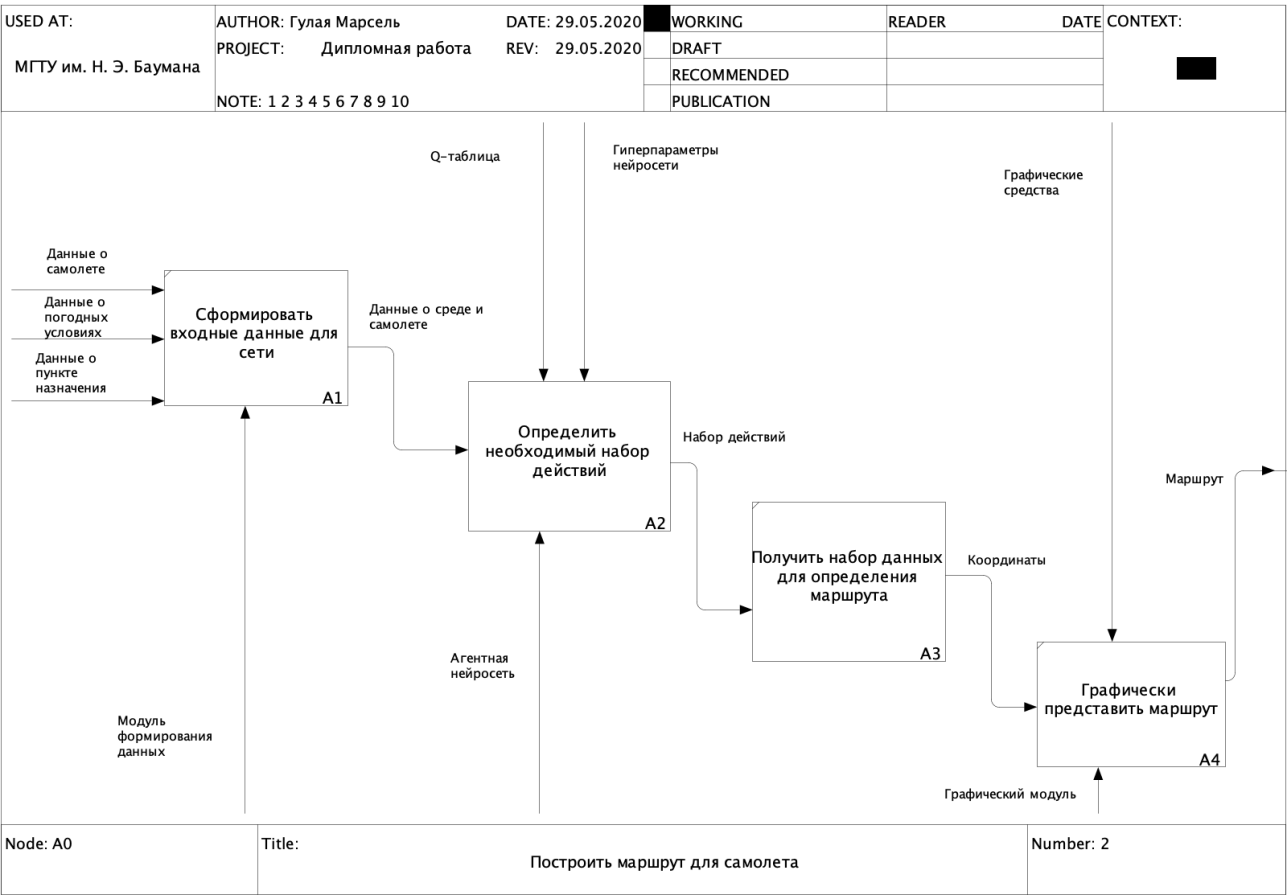 USED AT:
МГТУ им. Н. Э. Баумана
AUTHOR: Гулая Марсель
DATE: 29.05.2020
PROJECT: Дипломная работа
REV: 29.05.2020
NOTE: 1 2 3 4 5 6 7 8 9 10
WORKING
DRAFT
RECOMMENDED
PUBLICATION
READER
DATE
CONTEXT:
Q-таблица
Гиперпараметры
нейросети
Графические
средства
Данные о
самолете
Данные о
погодных
условиях
Данные о
пункте
назначения
Сформировать
входные данные для
сети
A1
Данные о среде и
самолете
Определить
необходимый набор
действий
A2
Набор действий
Получить набор данных
для определения
маршрута
A3
Координаты
Маршрут
Графически
представить маршрут
A4
Агентная
нейросеть
Модуль
формирования
данных
Графический модуль
Node: A0
Title:
Построить маршрут для самолета
Number: 2